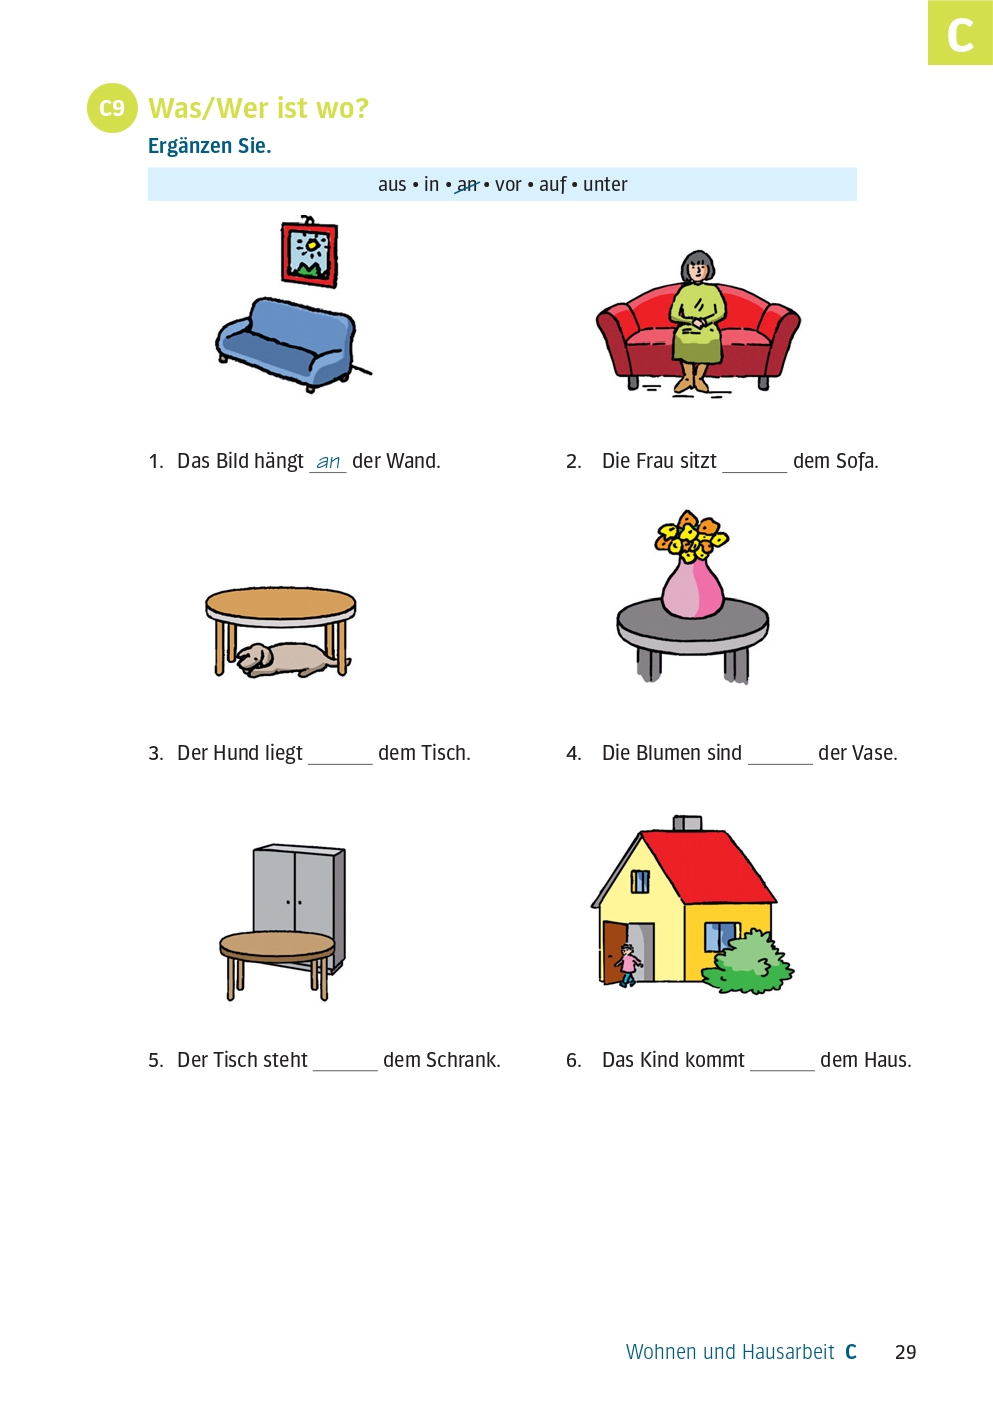 C
C9 Was/Wer ist wo?
Ergänzen Sie.
aus • in • an • vor • auf • unter
1. Das Bild hängt an der Wand.
2. Die Frau sitzt ______ dem Sofa.
3. Der Hund liegt ______ dem Tisch.
4. Die Blumen sind ______ der Vase.
5. Der Tisch steht ______ dem Schrank.
6. Das Kind kommt ______ dem Haus.
Wohnen und Hausarbeit C 29